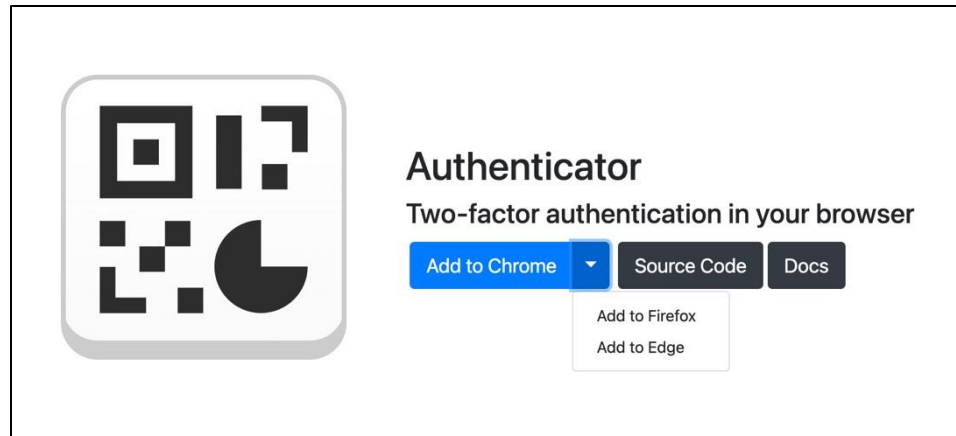 Authenticator
Two-factor authentication in your browser
Add to Chrome Source Code Docs
Add to Firefox
Add to Edge